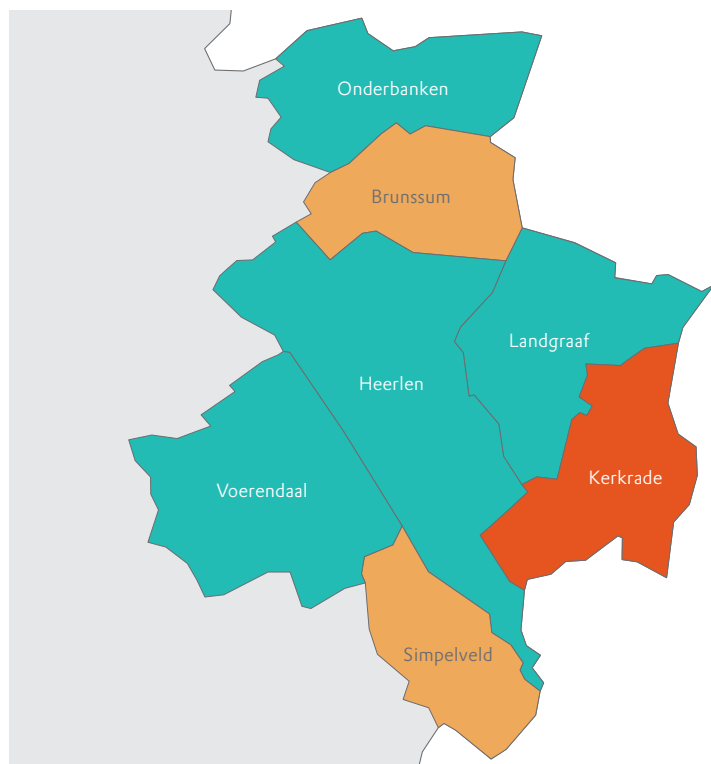 Onderbanken
Brunssum
Landgraaf
Heerlen
Kerkrade
Voerendaal
Simpelveld